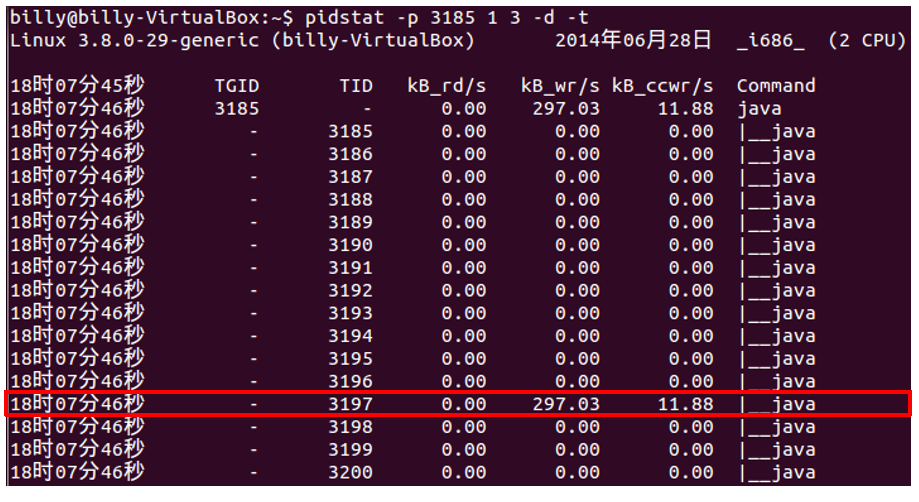 billy@billy-VirtualBox:~$ pidstat -p 3185 1 3 -d -t
Linux 3.8.0-29-generic (billy-VirtualBox) 2014年06月28日 _i686_ (2 CPU)
18时07分45秒 TGID TID kB_rd/s kB_wr/s kB_ccwr/s Command
18时07分46秒 3185 - 0.00 297.03 11.88 java
18时07分46秒 - 3185 0.00 0.00 0.00 |__java
18时07分46秒 - 3186 0.00 0.00 0.00 |__java
18时07分46秒 - 3187 0.00 0.00 0.00 |__java
18时07分46秒 - 3188 0.00 0.00 0.00 |__java
18时07分46秒 - 3189 0.00 0.00 0.00 |__java
18时07分46秒 - 3190 0.00 0.00 0.00 |__java
18时07分46秒 - 3191 0.00 0.00 0.00 |__java
18时07分46秒 - 3192 0.00 0.00 0.00 |__java
18时07分46秒 - 3193 0.00 0.00 0.00 |__java
18时07分46秒 - 3194 0.00 0.00 0.00 |__java
18时07分46秒 - 3195 0.00 0.00 0.00 |__java
18时07分46秒 - 3196 0.00 0.00 0.00 |__java
18时07分46秒 - 3197 0.00 297.03 11.88 |__java
18时07分46秒 - 3198 0.00 0.00 0.00 |__java
18时07分46秒 - 3199 0.00 0.00 0.00 |__java
18时07分46秒 - 3200 0.00 0.00 0.00 |__java